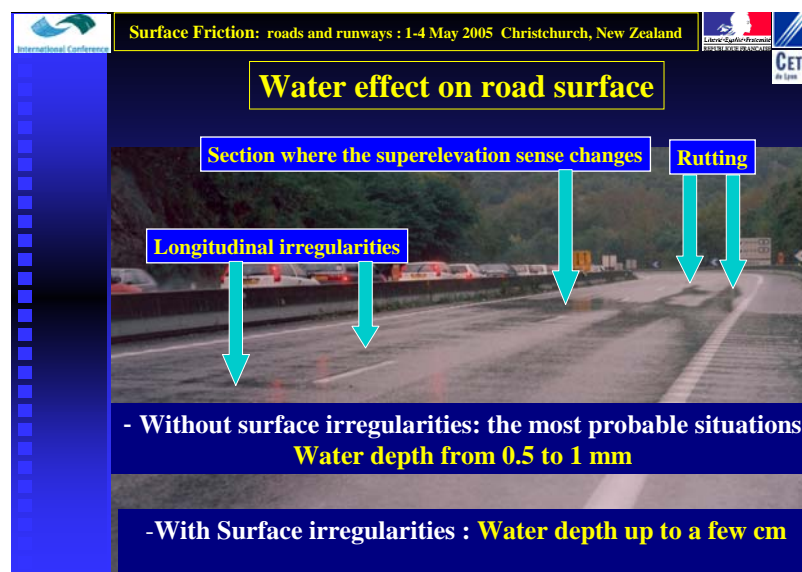 International Conference
Surface Friction: roads and runways : 1-4 May 2005 Christchurch, New Zealand
Liberté • Égalité • Fraternité
RÉPUBLIQUE FRANÇAISE
CET
de Lyon
Water effect on road surface
Section where the superelevation sense changes
Rutting
Longitudinal irregularities
- Without surface irregularities: the most probable situations
Water depth from 0.5 to 1 mm
-With Surface irregularities : Water depth up to a few cm